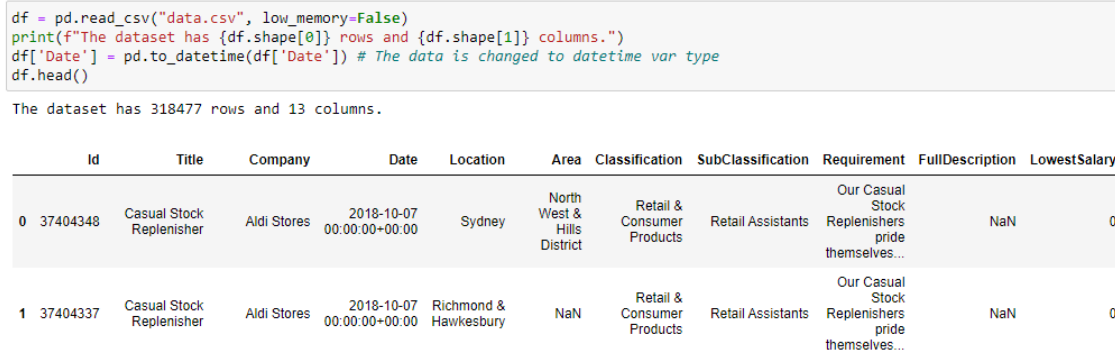 df = pd.read_csv("data.csv", low_memory=False)
print(f"The dataset has {df.shape[0]} rows and {df.shape[1]} columns.")
df['Date'] = pd.to_datetime(df['Date']) # The data is changed to datetime var type
df.head()
The dataset has 318477 rows and 13 columns.
Id Title Company Date Location Area Classification SubClassification Requirement FullDescription LowestSalary
0 37404348 Casual Stock Replenisher Aldi Stores 2018-10-07 00:00:00+00:00 Sydney North West & Hills District Retail & Consumer Products Retail Assistants Our Casual Stock Replenishers pride themselves... NaN 0
1 37404337 Casual Stock Replenisher Aldi Stores 2018-10-07 00:00:00+00:00 Richmond & Hawkesbury NaN Retail & Consumer Products Retail Assistants Our Casual Stock Replenishers pride themselves... NaN 0